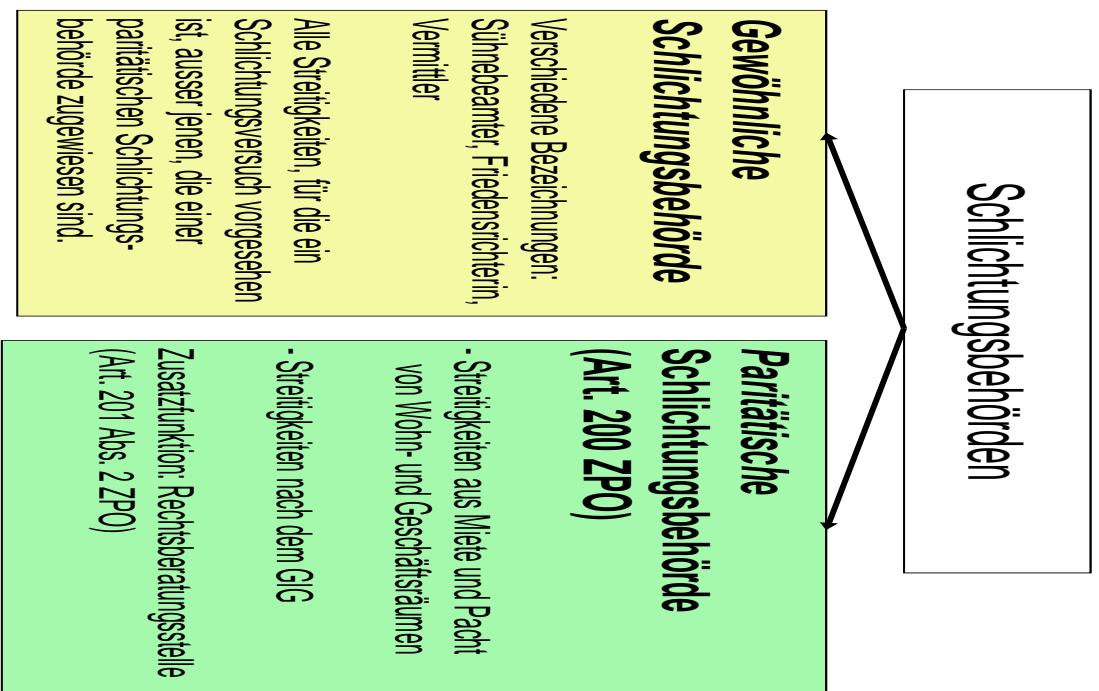 Schlichtungsbehörden
Gewöhnliche
Schlichtungsbehörde
Verschiedene Bezeichnungen:
Sühnebeamter, Friedensrichterin,
Vermittler
Alle Streitigkeiten, für die ein
Schlichtungsversuch vorgesehen
ist, ausser jenen, die einer
paritätischen Schlichtungs-
behörde zugewiesen sind.
Paritätische
Schlichtungsbehörde
(Art. 200 ZPO)
- Streitigkeiten aus Miete und Pacht
von Wohn- und Geschäftsräumen
- Streitigkeiten nach dem GlG
Zusatzfunktion: Rechtsberatungsstelle
(Art. 201 Abs. 2 ZPO)